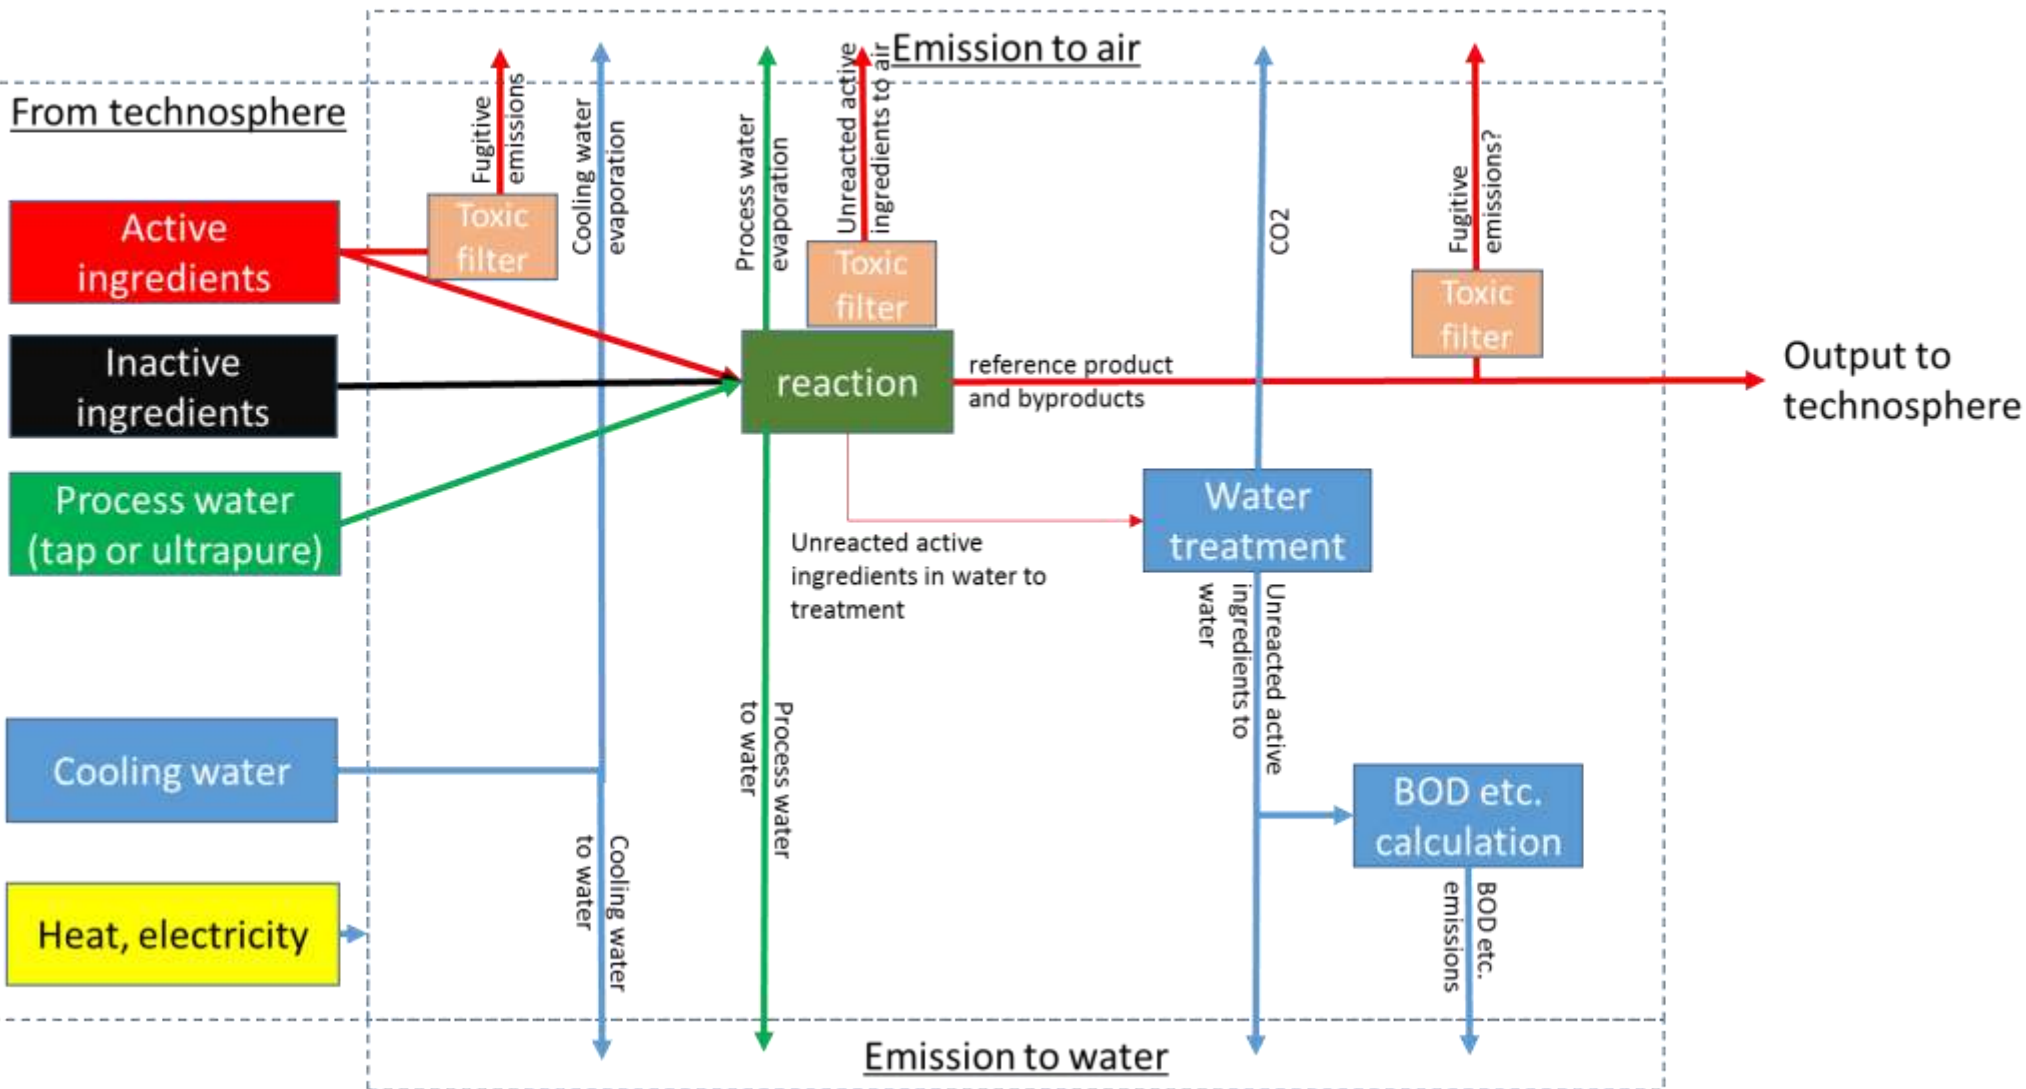 Emission to air
From technosphere
Fugitive
emissions
Cooling water
evaporation
Process water
evapration
Unreacted active
ingredients to air
CO2
Fugitive
emissions?
Active
ingredients
Toxic
filter
Toxic
filter
Toxic
filter
Inactive
ingredients
reaction
reference product
and byproducts
Output to
technosphere
Process water
(tap or ultrapure)
Water
treatment
Unreacted active
ingredients in water to
treatment
Unreacted active
ingredients to
water
Process water
to water
Cooling water
BOD etc.
calculation
Cooling water
to water
BOD etc.
emissions
Heat, electricity
Emission to water